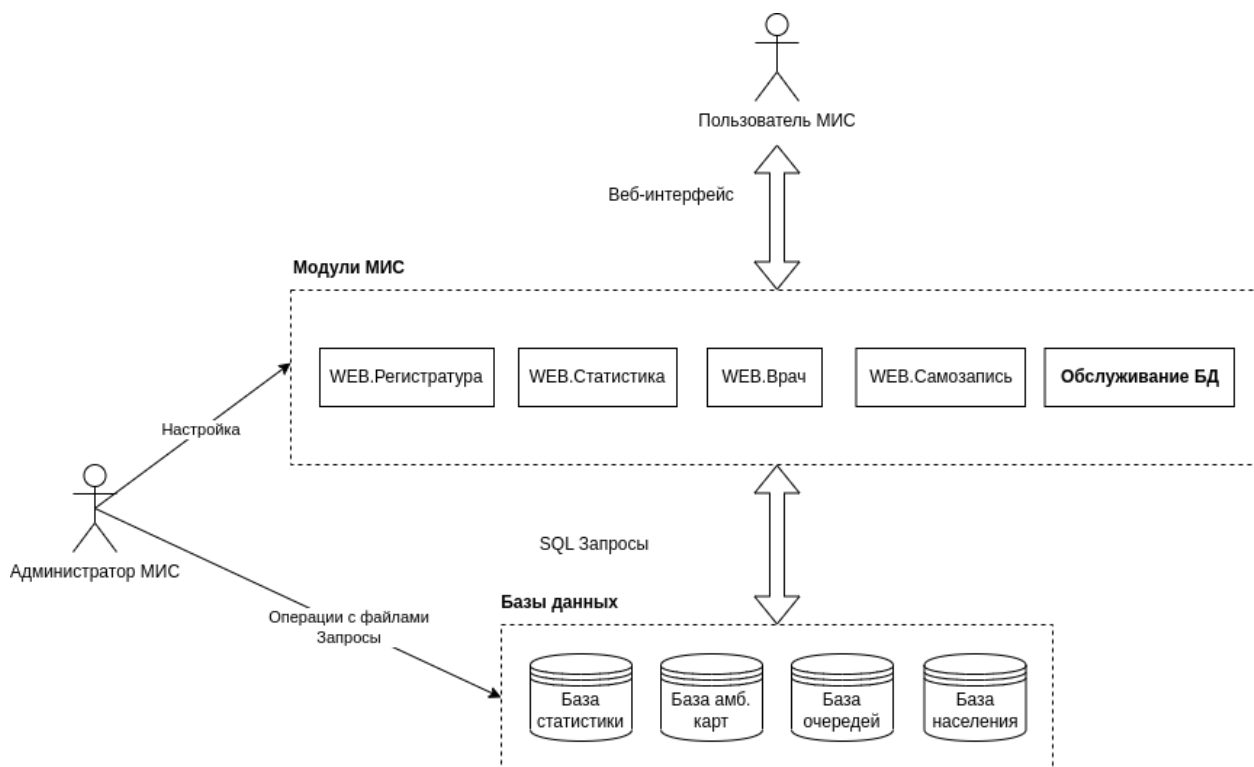 Пользователь МИС
Веб-интерфейс
Модули МИС
WEB.Регистратура
WEB.Статистика
WEB.Врач
WEB.Самозапись
Обслуживание БД
Настройка
Администратор МИС
SQL Запросы
Операции с файлами
Запросы
Базы данных
База
статистики
База амб.
карт
База
очередей
База
населения